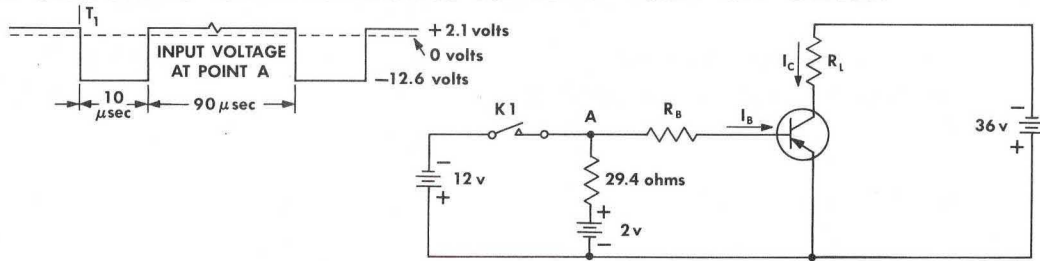 T1
+ 2.1 volts
0 volts
INPUT VOLTAGE
AT POINT A
−12.6 volts
10
μsec
90 μsec
K1
A
RB
IB
IC
RL
−
36 v
+
−
12 v
+
29.4 ohms
+
2 v
−